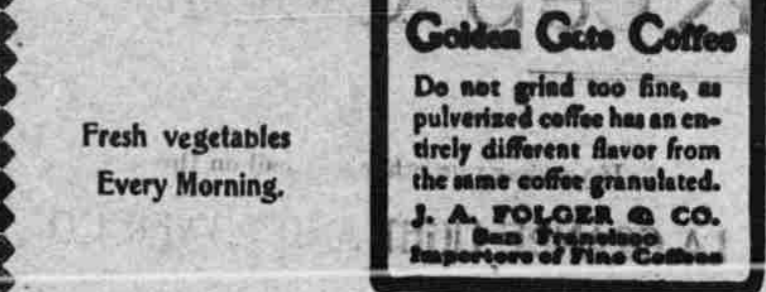 Fresh vegetables
Every Morning.
Golden Gate Coffee
Do not grind too fine, as
pulverized coffee has an en-
tirely different flavor from
the same coffee granulated.
J. A. FOLGER & CO.
San Francisco
Importers of Fine Coffees